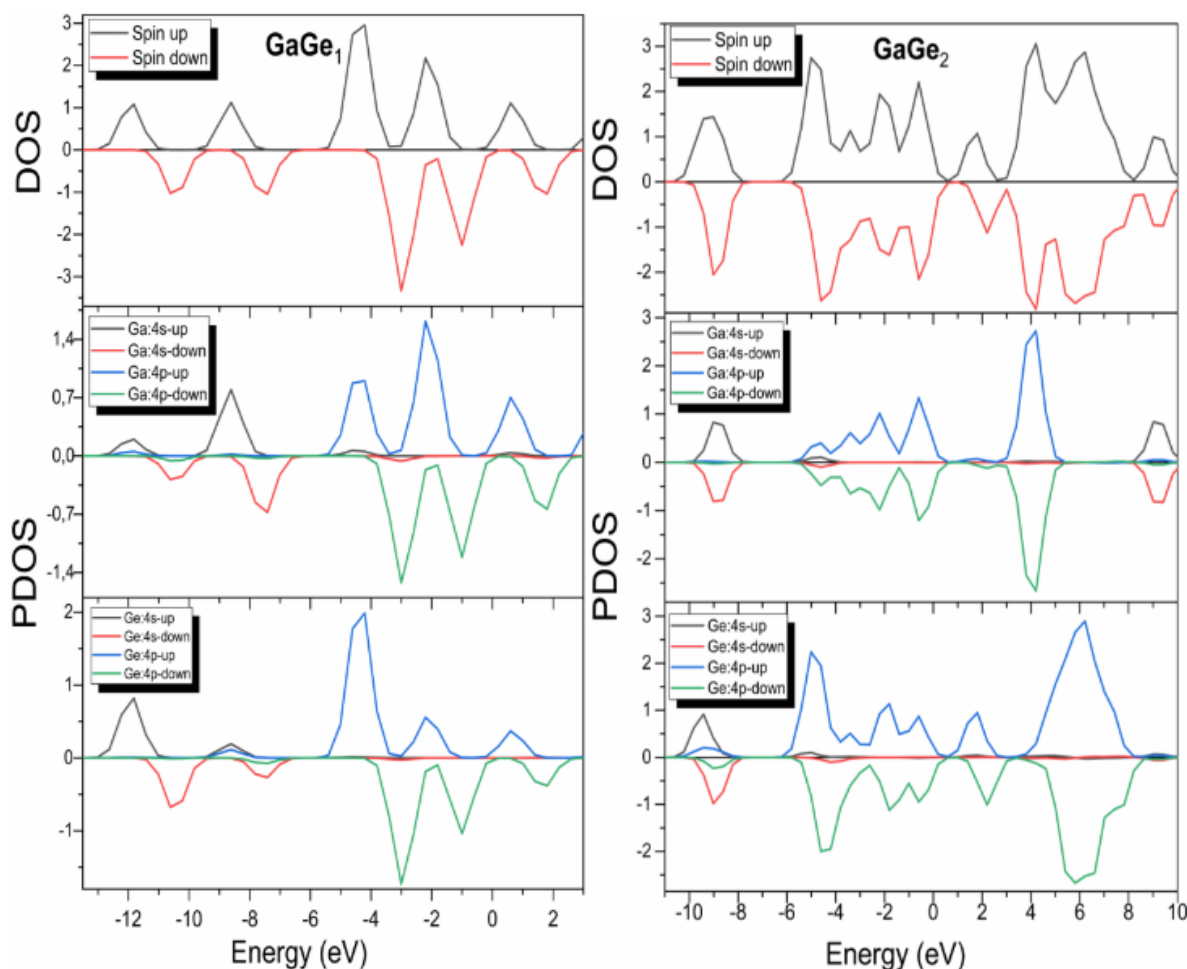 Spin up
Spin down
GaGe1
3
2
1
0
-1
-2
-3
DOS
Ga:4s-up
Ga:4s-down
Ga:4p-up
Ga:4p-down
1,4
0,7
0,0
-0,7
-1,4
PDOS
Ge:4s-up
Ge:4s-down
Ge:4p-up
Ge:4p-down
2
1
0
-1
-12 -10 -8 -6 -4 -2 0 2
Energy (eV)
Spin up
Spin down
GaGe2
3
2
1
0
-1
-2
DOS
Ga:4s-up
Ga:4s-down
Ga:4p-up
Ga:4p-down
3
2
1
0
-1
-2
PDOS
Ge:4s-up
Ge:4s-down
Ge:4p-up
Ge:4p-down
3
2
1
0
-1
-2
-10 -8 -6 -4 -2 0 2 4 6 8 10
Energy (eV)